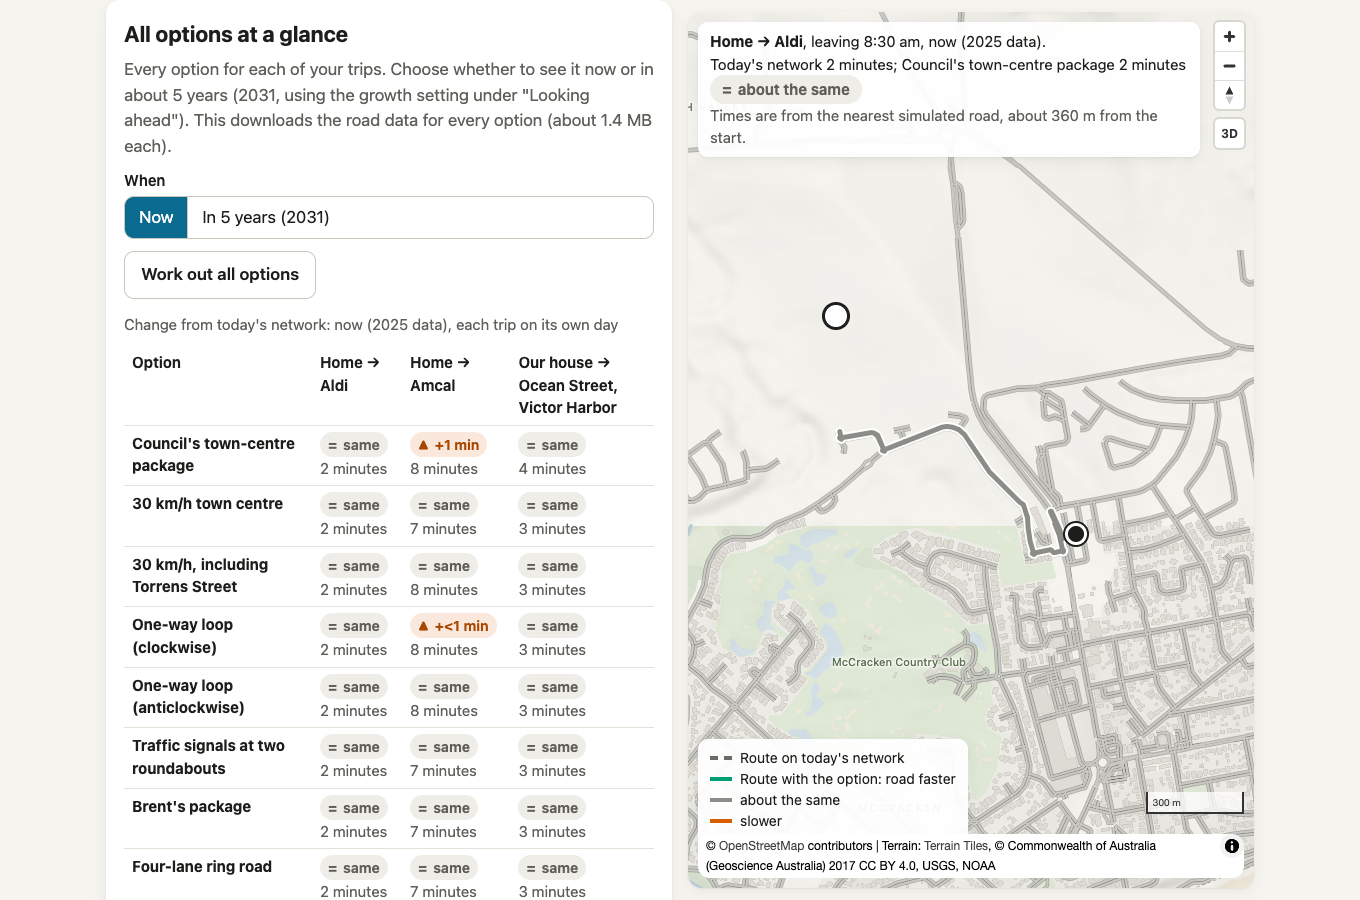 All options at a glance
Every option for each of your trips. Choose whether to see it now or in
about 5 years (2031, using the growth setting under "Looking
ahead"). This downloads the road data for every option (about 1.4 MB
each).
When
Now
In 5 years (2031)
Work out all options
Change from today's network: now (2025 data), each trip on its own day
Option
Home →
Aldi
Home →
Amcal
Our house →
Ocean Street,
Victor Harbor
Council's town-centre
package
= same
2 minutes
▲ +1 min
8 minutes
= same
4 minutes
30 km/h town centre
= same
2 minutes
= same
7 minutes
= same
3 minutes
30 km/h, including
Torrens Street
= same
2 minutes
= same
8 minutes
= same
3 minutes
One-way loop
(clockwise)
= same
2 minutes
▲ +<1 min
8 minutes
= same
3 minutes
One-way loop
(anticlockwise)
= same
2 minutes
= same
8 minutes
= same
3 minutes
Traffic signals at two
roundabouts
= same
2 minutes
= same
7 minutes
= same
3 minutes
Brent's package
= same
2 minutes
= same
7 minutes
= same
3 minutes
Four-lane ring road
= same
2 minutes
= same
7 minutes
= same
3 minutes
Home → Aldi, leaving 8:30 am, now (2025 data).
Today's network 2 minutes; Council's town-centre package 2 minutes
= about the same
Times are from the nearest simulated road, about 360 m from the
start.
+
−
3D
McCracken Country Club
Route on today's network
Route with the option: road faster
about the same
slower
MCCRACKEN
300 m
© OpenStreetMap contributors | Terrain: Terrain Tiles, © Commonwealth of Australia
(Geoscience Australia) 2017 CC BY 4.0, USGS, NOAA